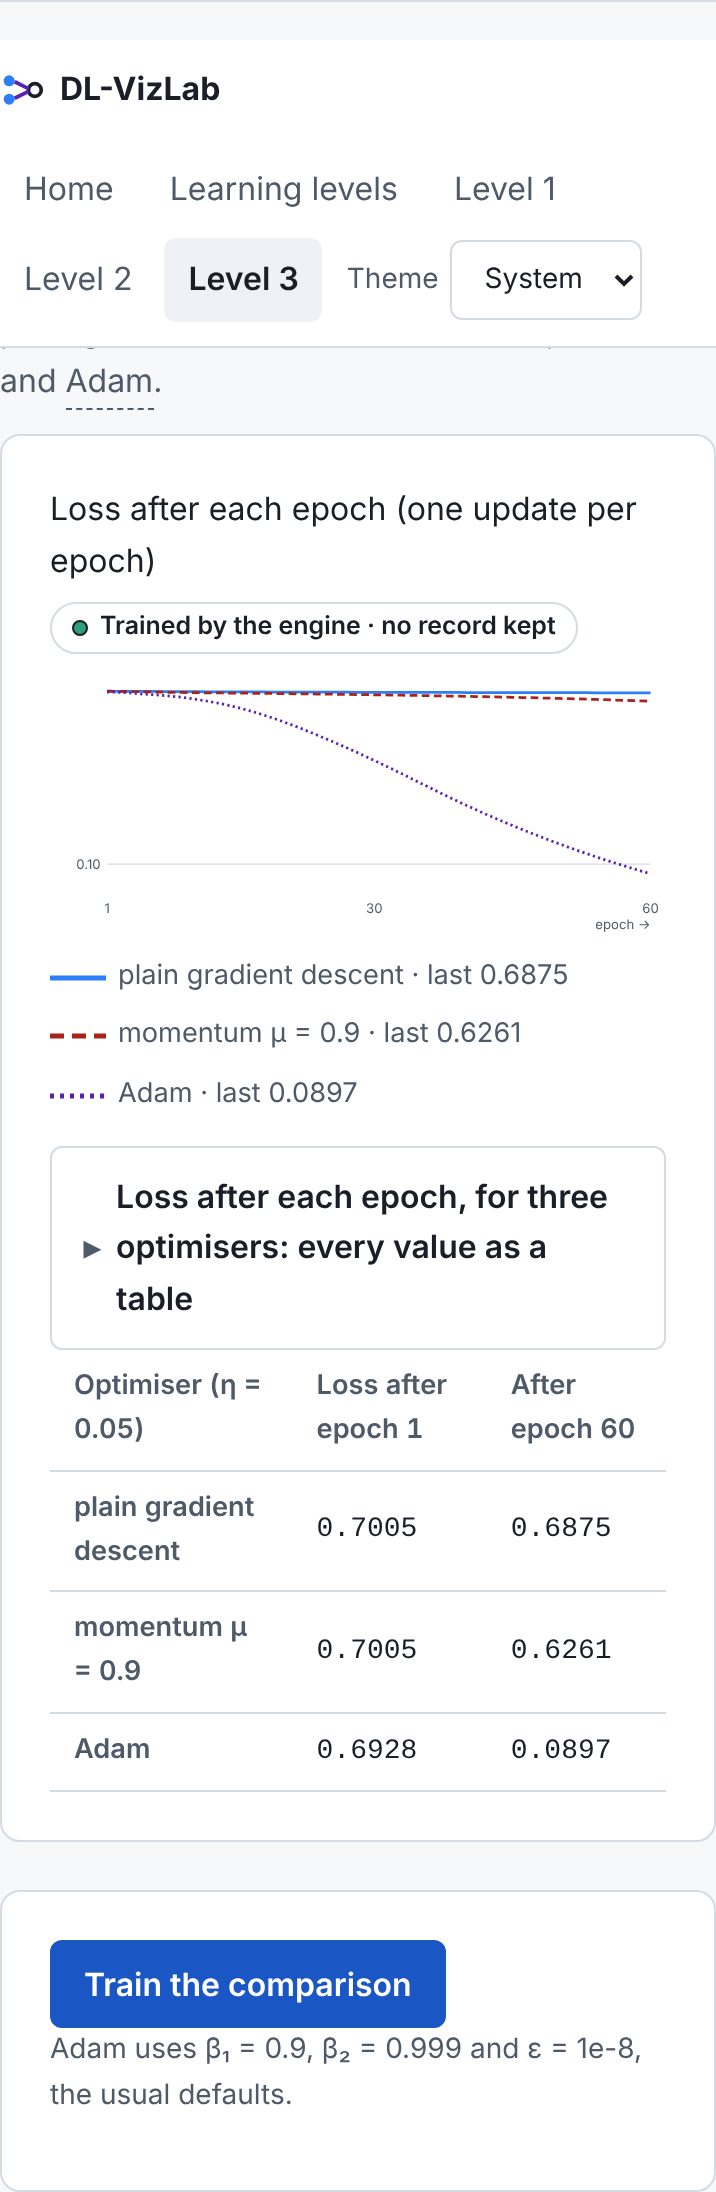 DL-VizLab
Home Learning levels Level 1
Level 2 Level 3 Theme System
and Adam.
Loss after each epoch (one update per
epoch)
Trained by the engine · no record kept
0.10
1 30 60
epoch →
plain gradient descent · last 0.6875
momentum μ = 0.9 · last 0.6261
Adam · last 0.0897
Loss after each epoch, for three
optimisers: every value as a
table
Optimiser (η = Loss after After
0.05) epoch 1 epoch 60
plain gradient
descent 0.7005 0.6875
momentum μ
= 0.9 0.7005 0.6261
Adam 0.6928 0.0897
Train the comparison
Adam uses β₁ = 0.9, β₂ = 0.999 and ε = 1e-8,
the usual defaults.